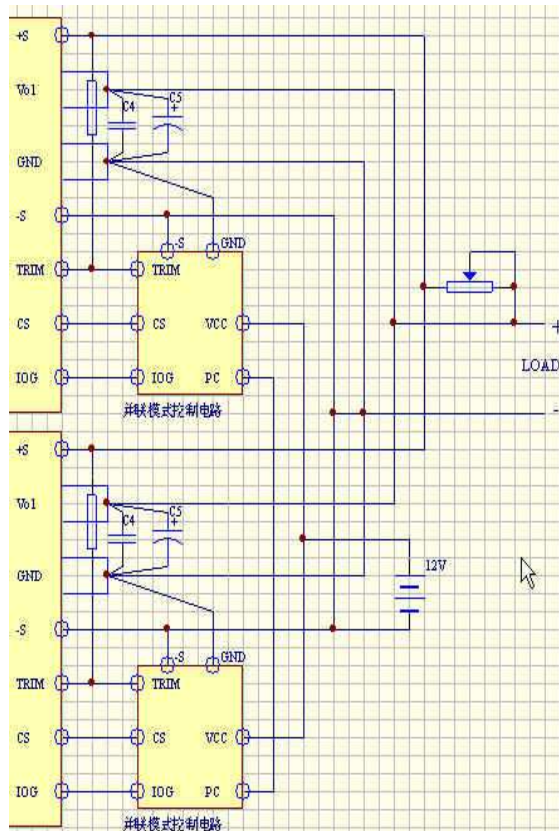 +S
Vo1
C4
C5
+
GND
-S
-S
GND
TRIM
TRIM
CS
CS
VCC
+
LOAD
IOG
IOG
PC
-
并联模式控制电路
+S
Vo1
C4
C5
+
GND
12V
-S
-S
GND
TRIM
TRIM
CS
CS
VCC
IOG
IOG
PC
并联模式控制电路